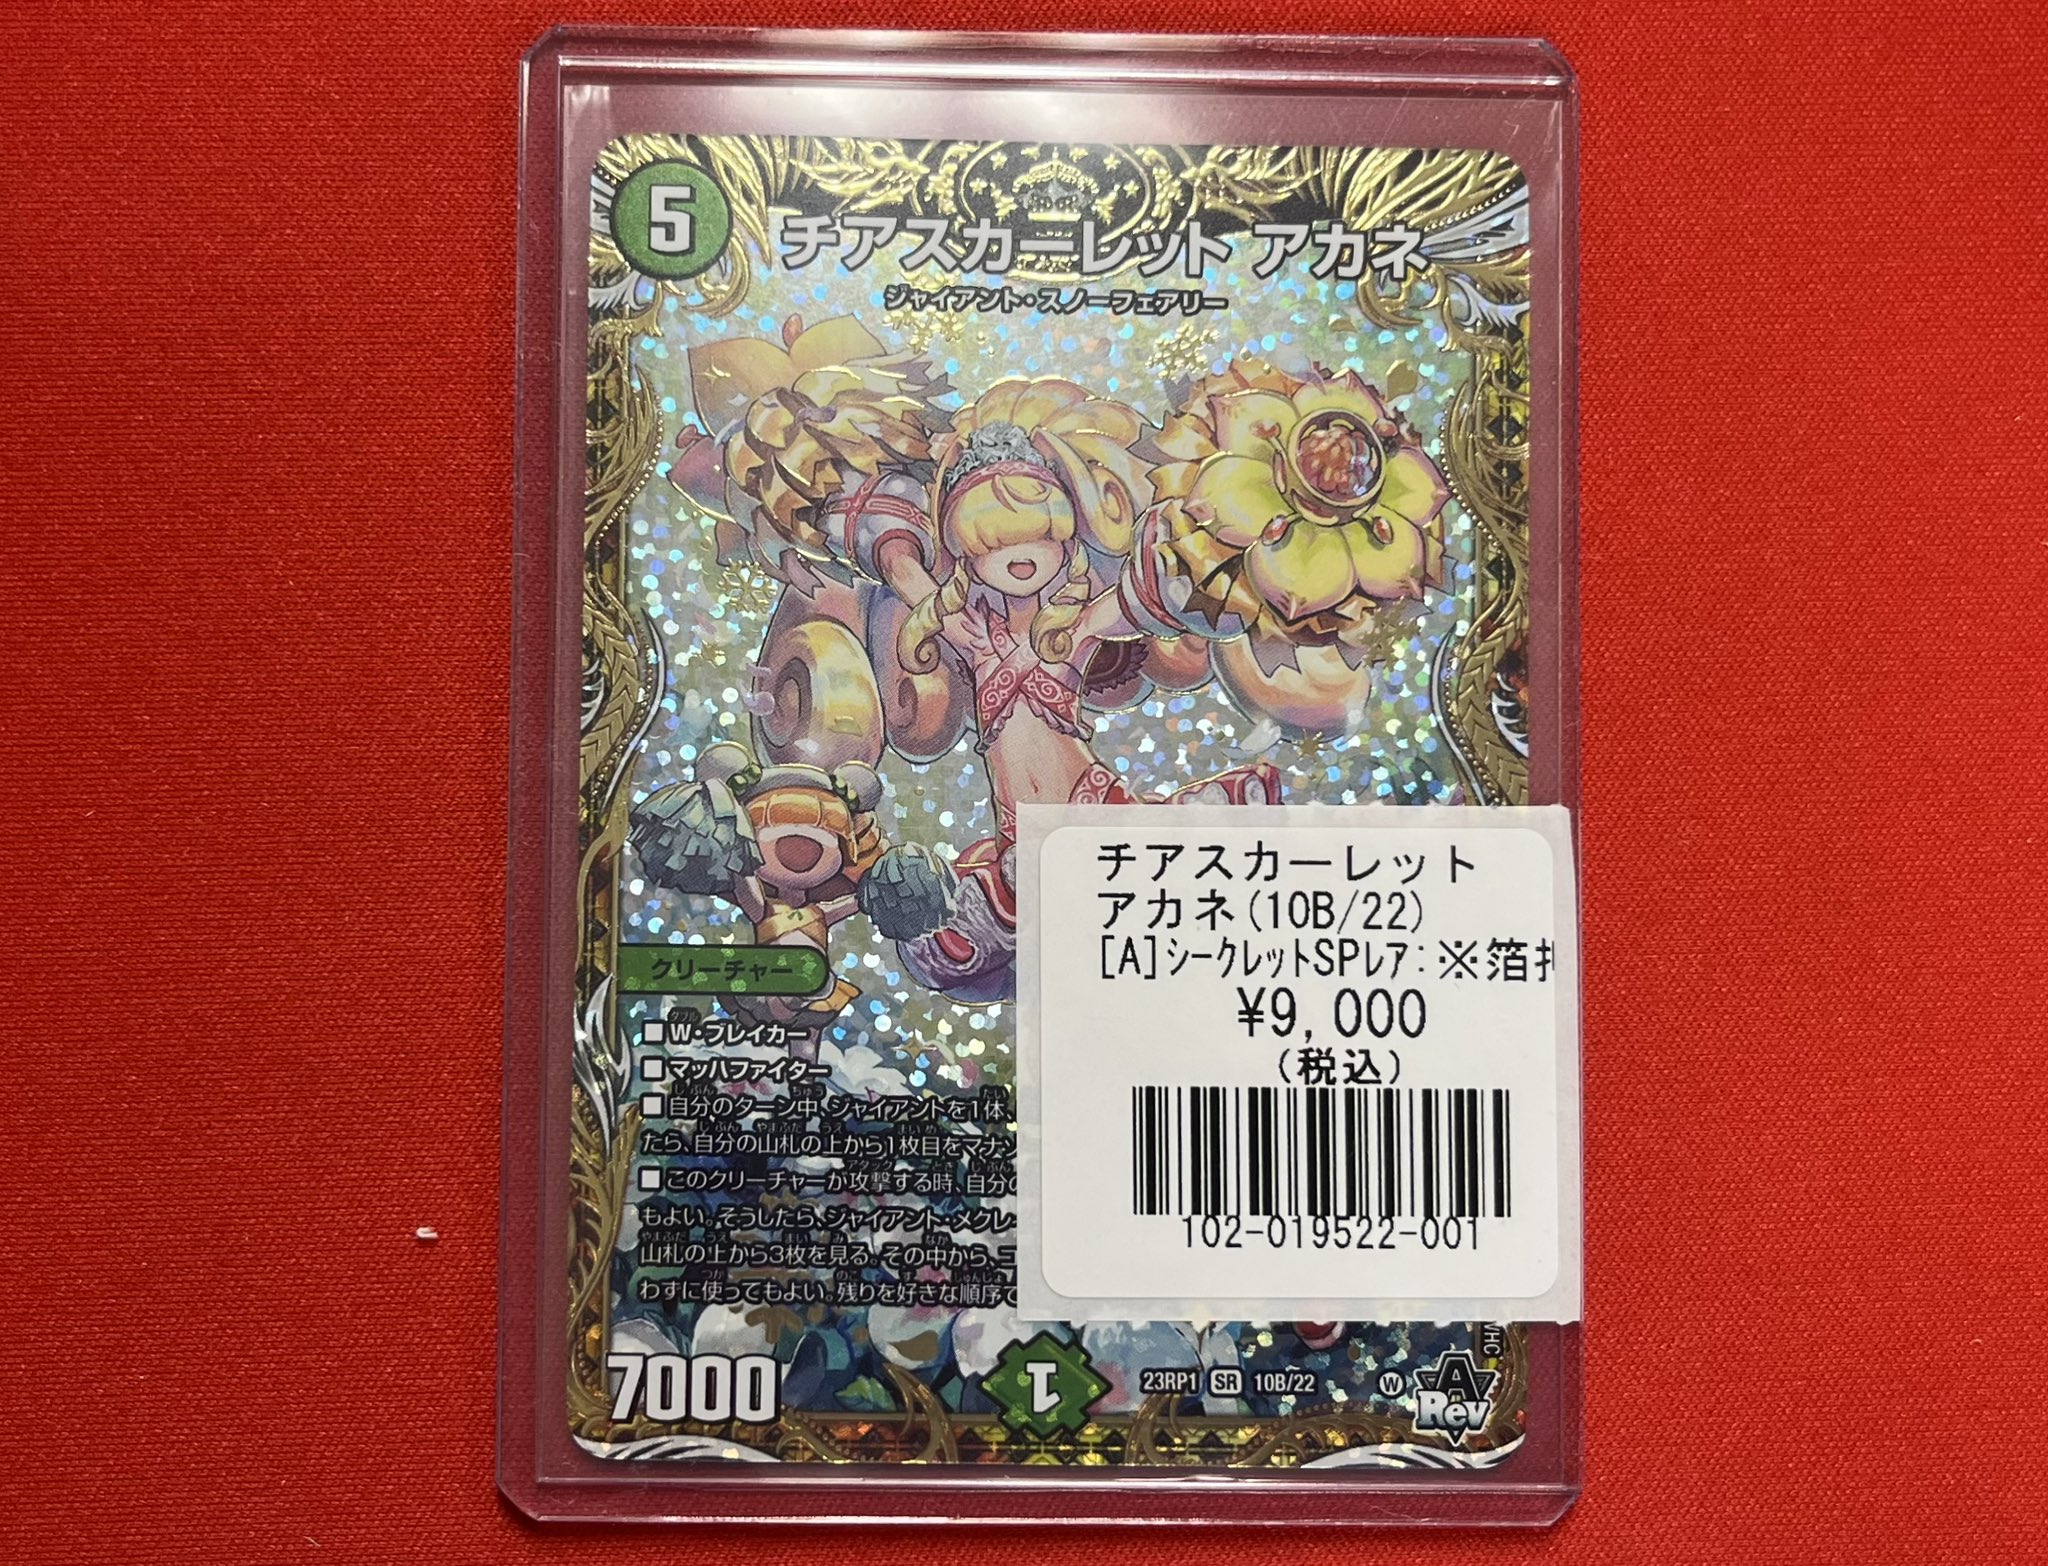 5
チアスカーレット アカネ
ジャイアント・スノーフェアリー
クリーチャー
■W・ブレイカー
■マッハファイター
■自分のターン中、ジャイアントを1体、
たら、自分の山札の上から1枚目をマナゾ
■このクリーチャーが攻撃する時、自分の
もよい。そうしたら、ジャイアント・メクレ
山札の上から3枚を見る。その中から、コ
わずに使ってもよい。残りを好きな順序で
7000
1
23RP1 SR 10B/22
W
A Rev
チアスカーレット
アカネ(10B/22)
[A]シークレットSPレア:※箔
¥9,000
(税込)
102-019522-001